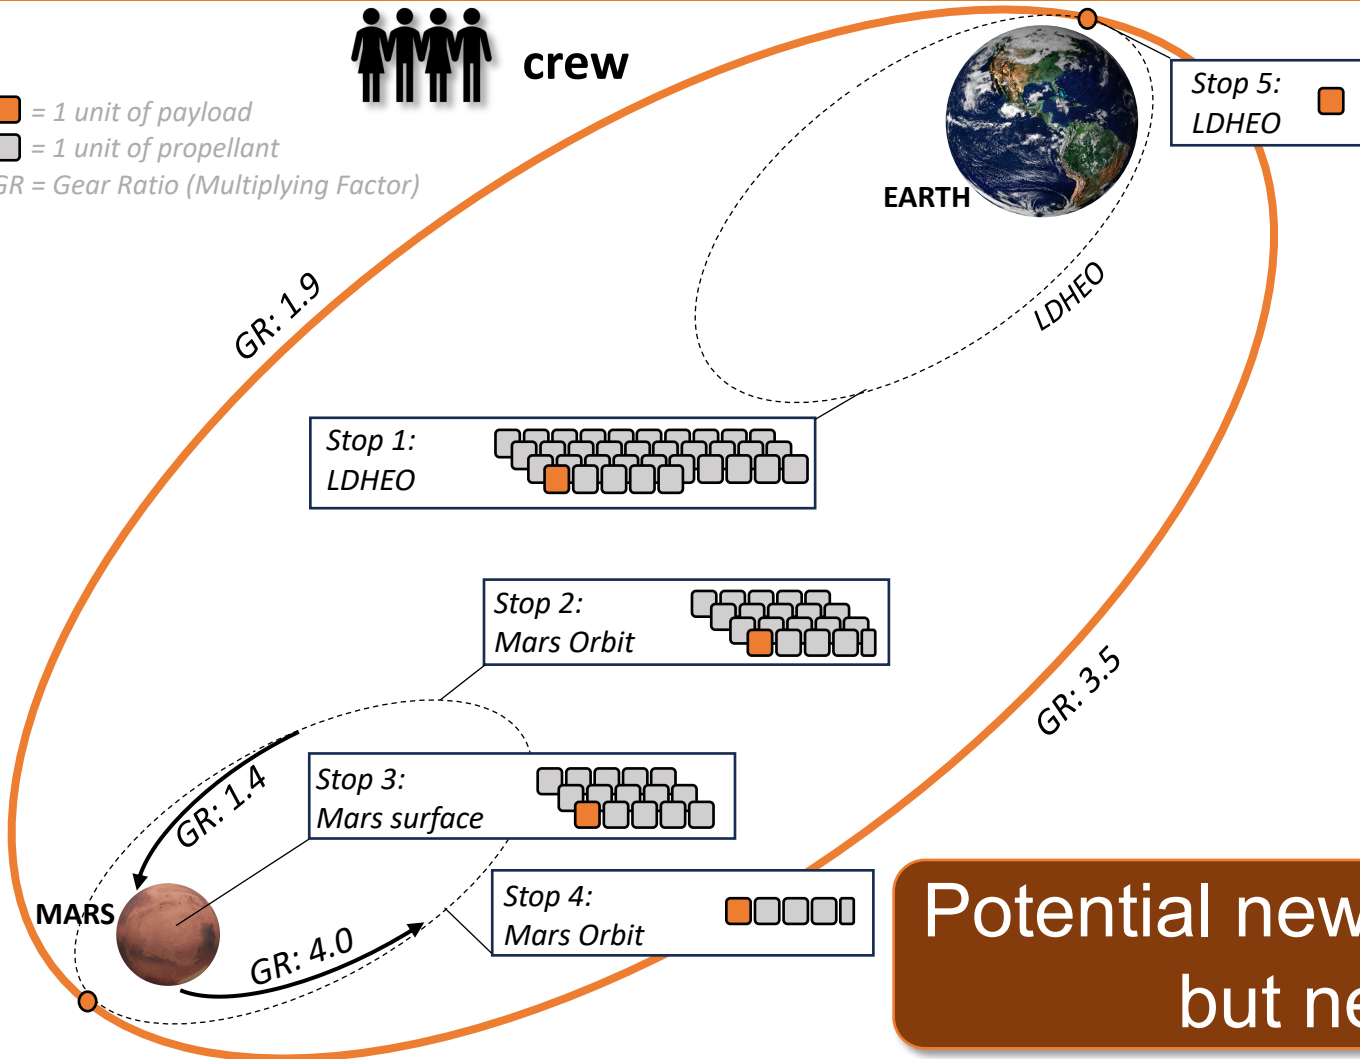 crew
= 1 unit of payload
= 1 unit of propellant
GR = Gear Ratio (Multiplying Factor)
Stop 5:
LDHEO
EARTH
LDHEO
GR: 1.9
Stop 1:
LDHEO
Stop 2:
Mars Orbit
GR: 3.5
Stop 3:
Mars surface
GR: 1.4
Stop 4:
Mars Orbit
MARS
GR: 4.0
Potential new
but ne